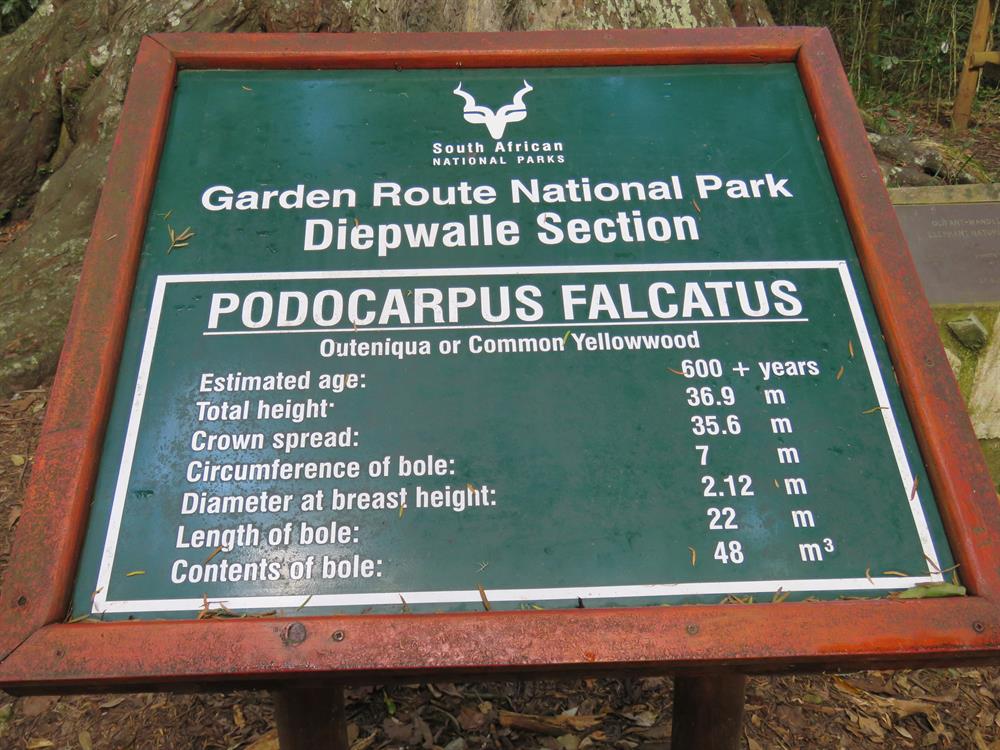 South African
NATIONAL PARKS
Garden Route National Park
Diepwalle Section
PODOCARPUS FALCATUS
Outeniqua or Common Yellowwood
Estimated age: 600 + years
Total height: 36.9 m
Crown spread: 35.6 m
Circumference of bole: 7 m
Diameter at breast height: 2.12 m
Length of bole: 22 m
Contents of bole: 48 m³
ELEPHANT